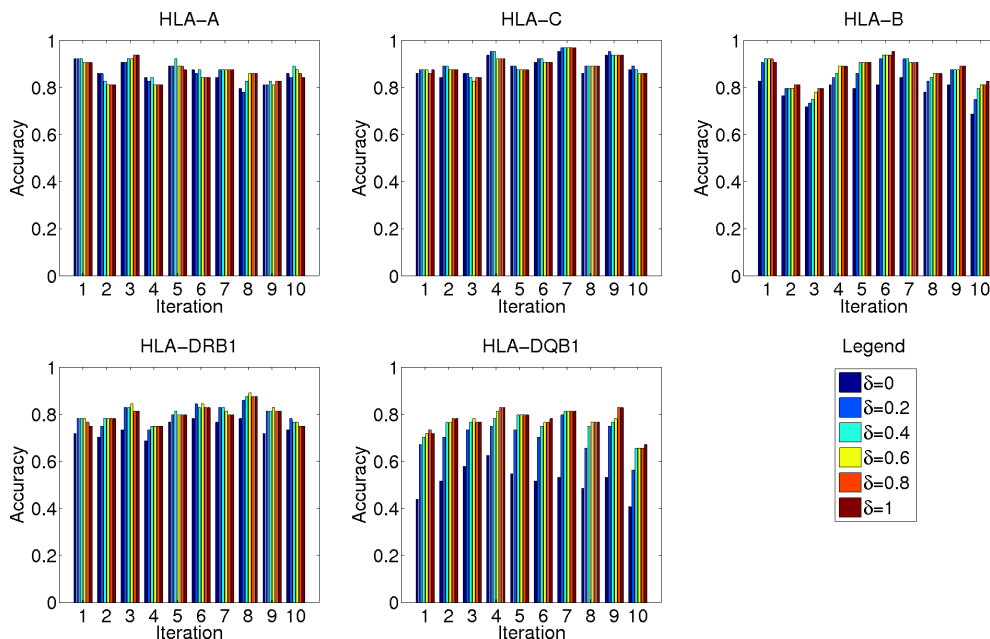 HLA−A
1
0.8
0.6
0.4
0.2
0
Accuracy
1 2 3 4 5 6 7 8 9 10
Iteration
HLA−C
1
0.8
0.6
0.4
0.2
0
Accuracy
1 2 3 4 5 6 7 8 9 10
Iteration
HLA−B
1
0.8
0.6
0.4
0.2
0
Accuracy
1 2 3 4 5 6 7 8 9 10
Iteration
HLA−DRB1
1
0.8
0.6
0.4
0.2
0
Accuracy
1 2 3 4 5 6 7 8 9 10
Iteration
HLA−DQB1
1
0.8
0.6
0.4
0.2
0
Accuracy
1 2 3 4 5 6 7 8 9 10
Iteration
Legend
δ=0
δ=0.2
δ=0.4
δ=0.6
δ=0.8
δ=1